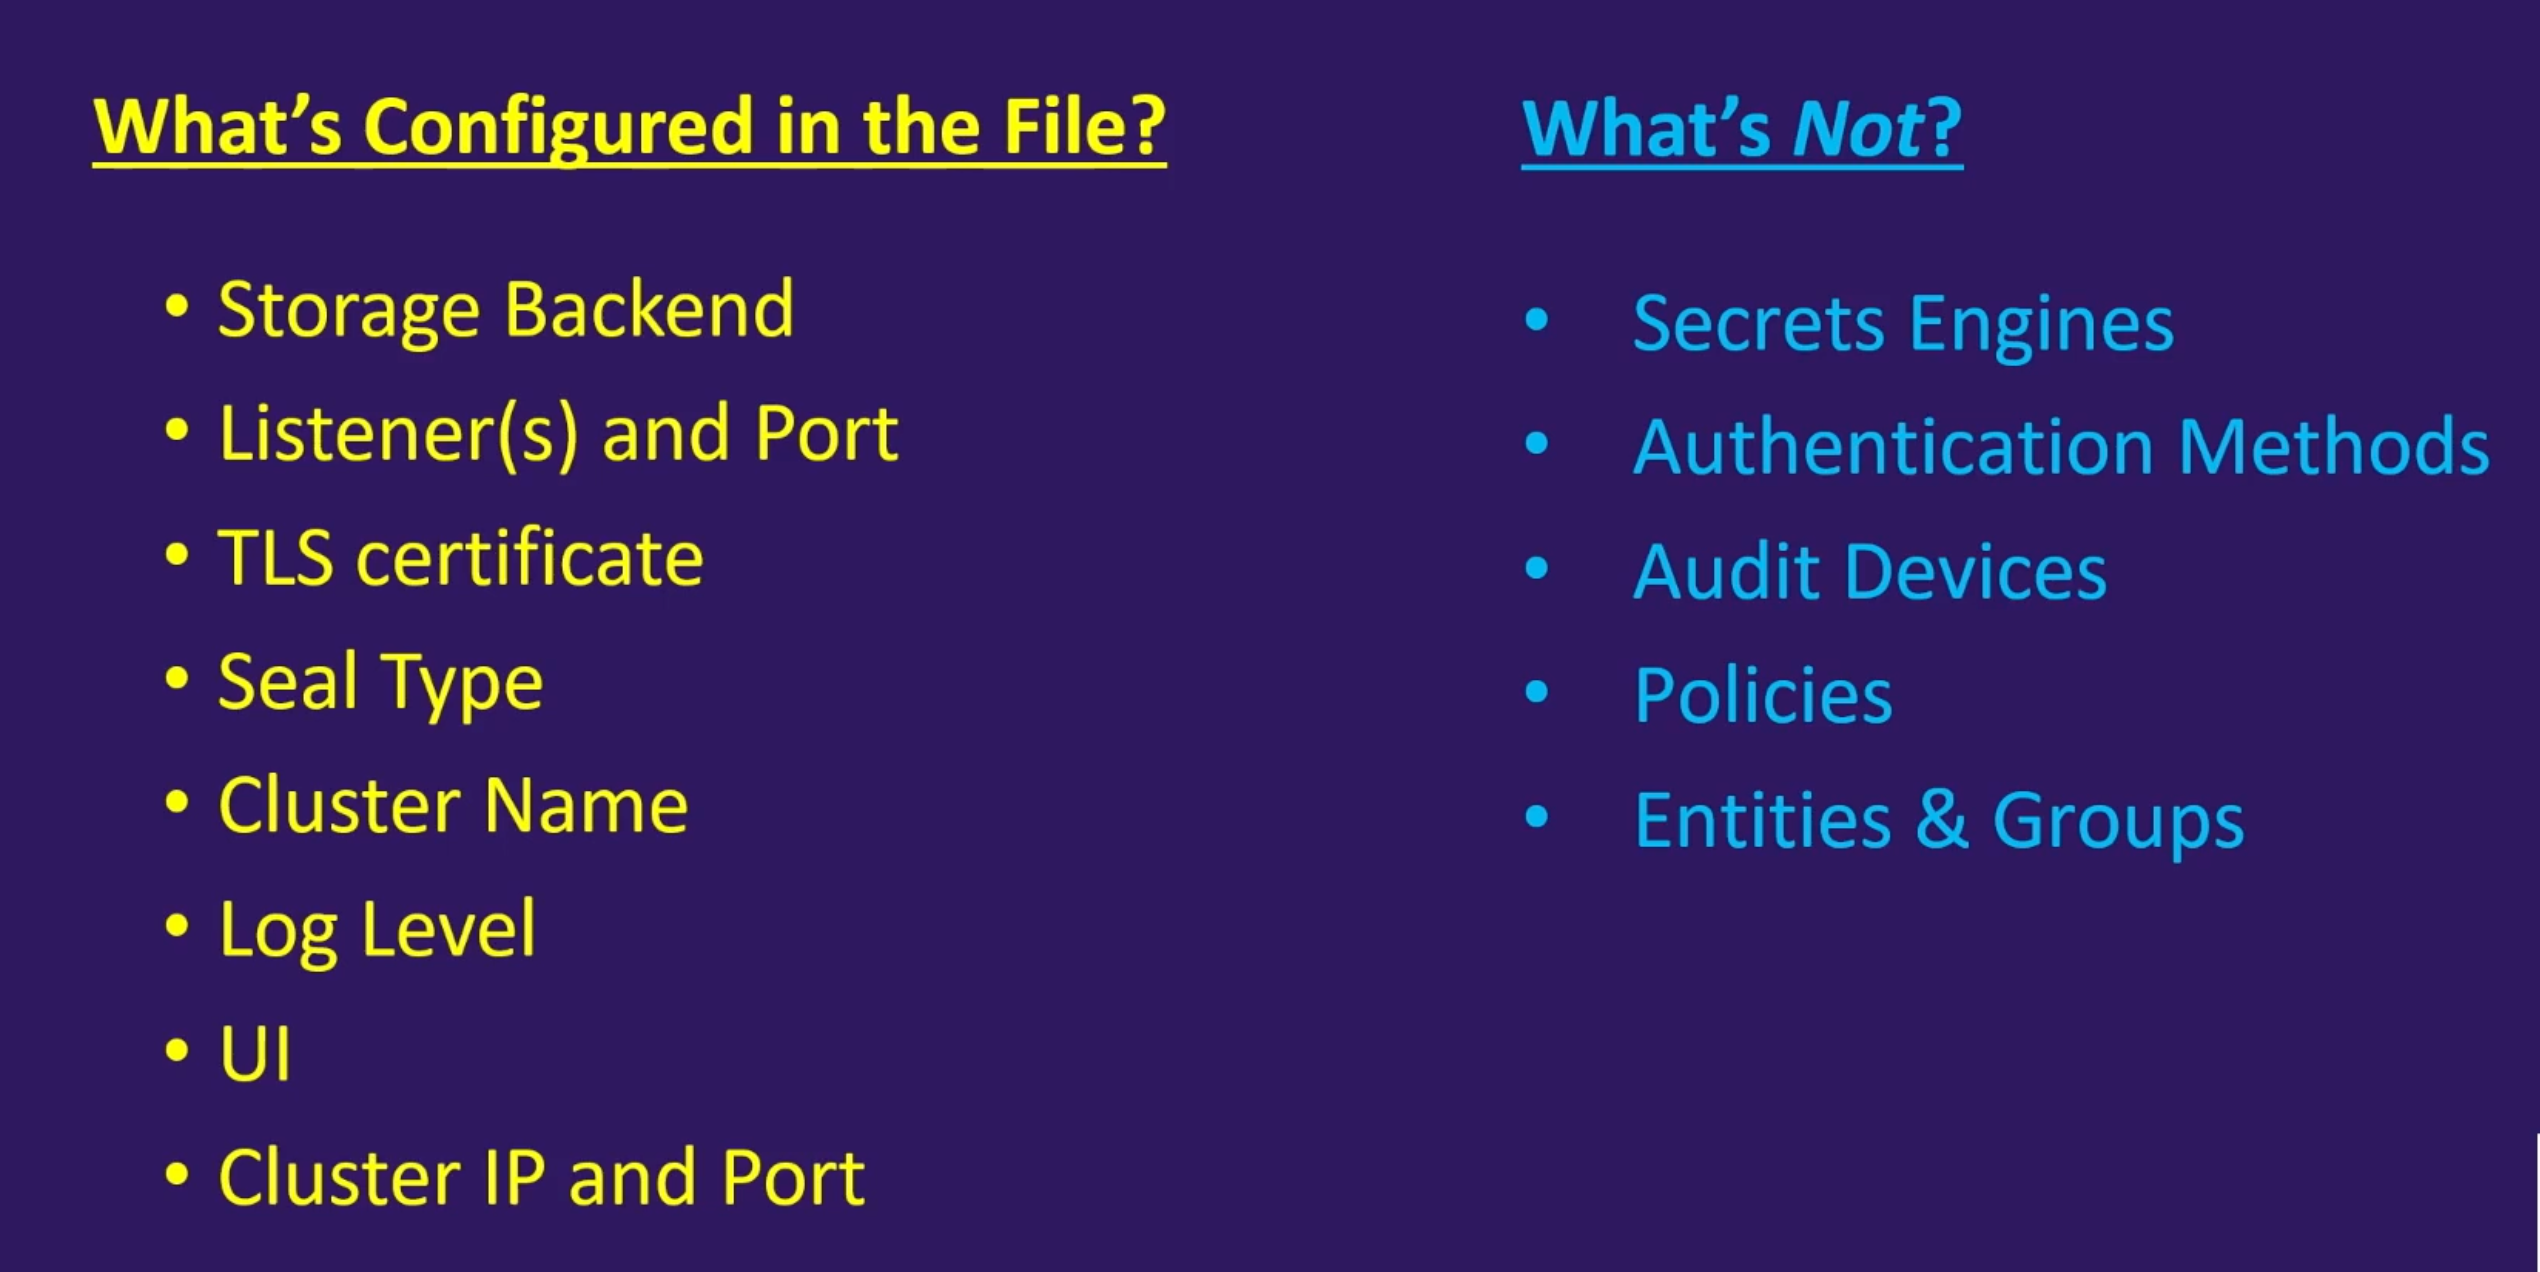 What's Configured in the File?
• Storage Backend
• Listener(s) and Port
• TLS certificate
• Seal Type
• Cluster Name
• Log Level
• UI
• Cluster IP and Port
What's Not?
• Secrets Engines
• Authentication Methods
• Audit Devices
• Policies
• Entities & Groups